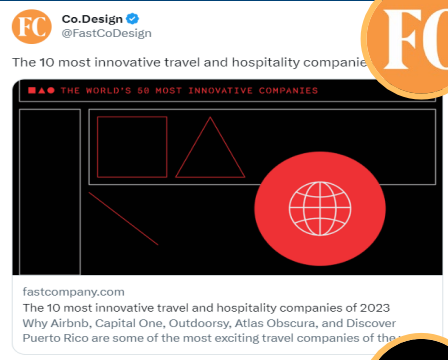 FC
Co.Design
@FastCoDesign
FC
The 10 most innovative travel and hospitality companie
THE WORLD'S 50 MOST INNOVATIVE COMPANIES
fastcompany.com
The 10 most innovative travel and hospitality companies of 2023
Why Airbnb, Capital One, Outdoorsy, Atlas Obscura, and Discover
Puerto Rico are some of the most exciting travel companies of the